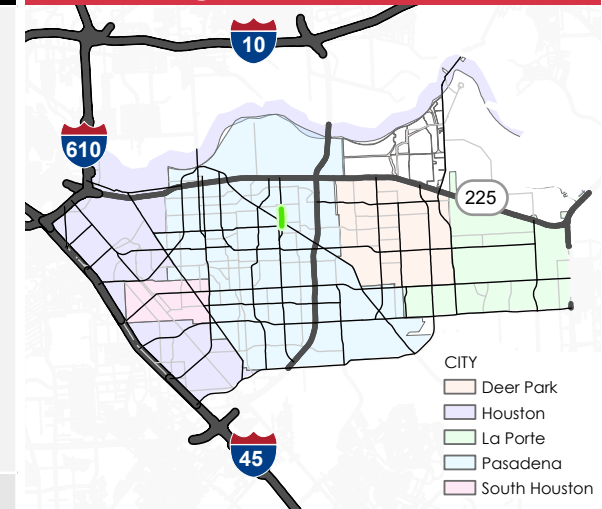 10
610
225
CITY
Deer Park
Houston
La Porte
Pasadena
South Houston
45